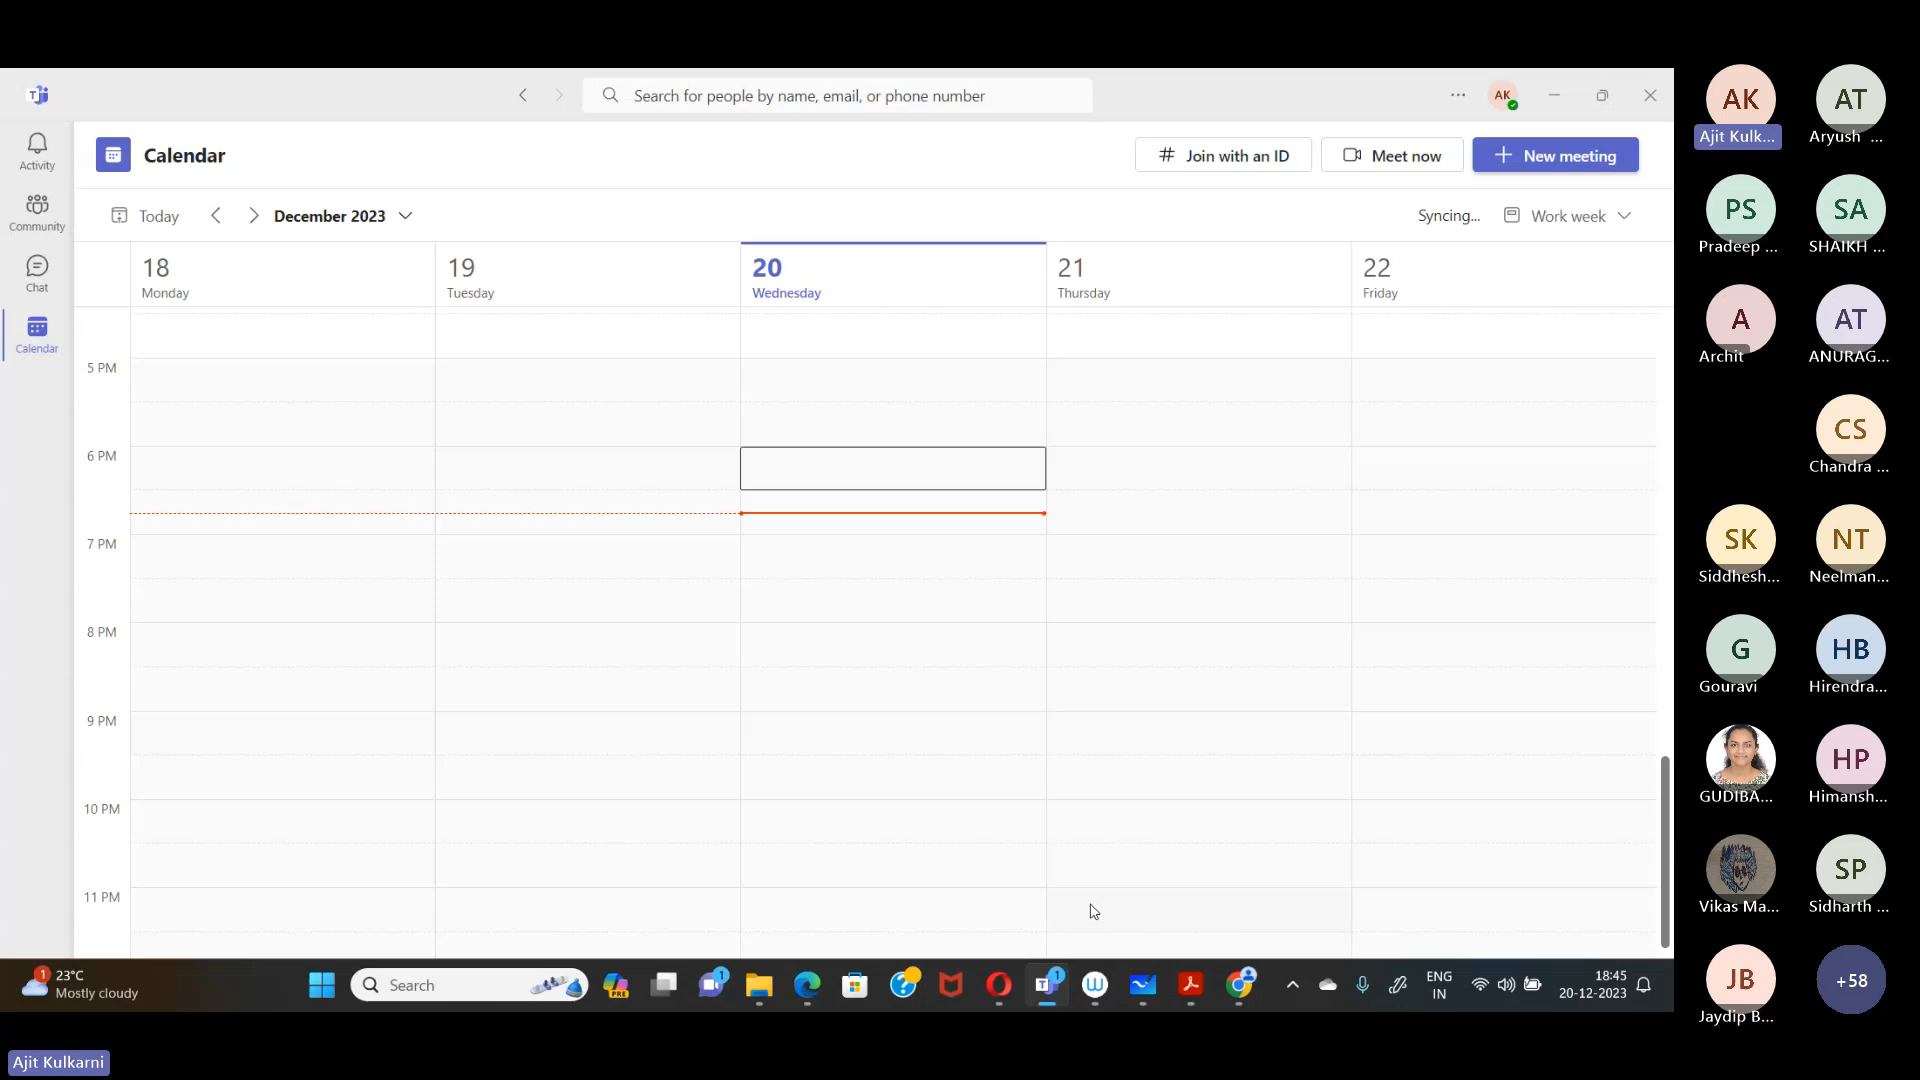 Search for people by name, email, or phone number
AK
Activity
Community
Chat
Calendar
Calendar
Join with an ID
Meet now
New meeting
Today
December 2023
Syncing...
Work week
18
Monday
19
Tuesday
20
Wednesday
21
Thursday
22
Friday
5 PM
6 PM
7 PM
8 PM
9 PM
10 PM
11 PM
1
23°C
Mostly cloudy
Search
PRE
1
1
ENG
IN
18:45
20-12-2023
Ajit Kulkarni
AK
Ajit Kulk...
AT
Aryush ...
PS
Pradeep ...
SA
SHAIKH ...
A
Archit
AT
ANURAG...
CS
Chandra ...
SK
Siddhesh...
NT
Neelman...
G
Gouravi
HB
Hirendra...
GUDIBA...
HP
Himansh...
Vikas Ma...
SP
Sidharth ...
JB
Jaydip B...
+58